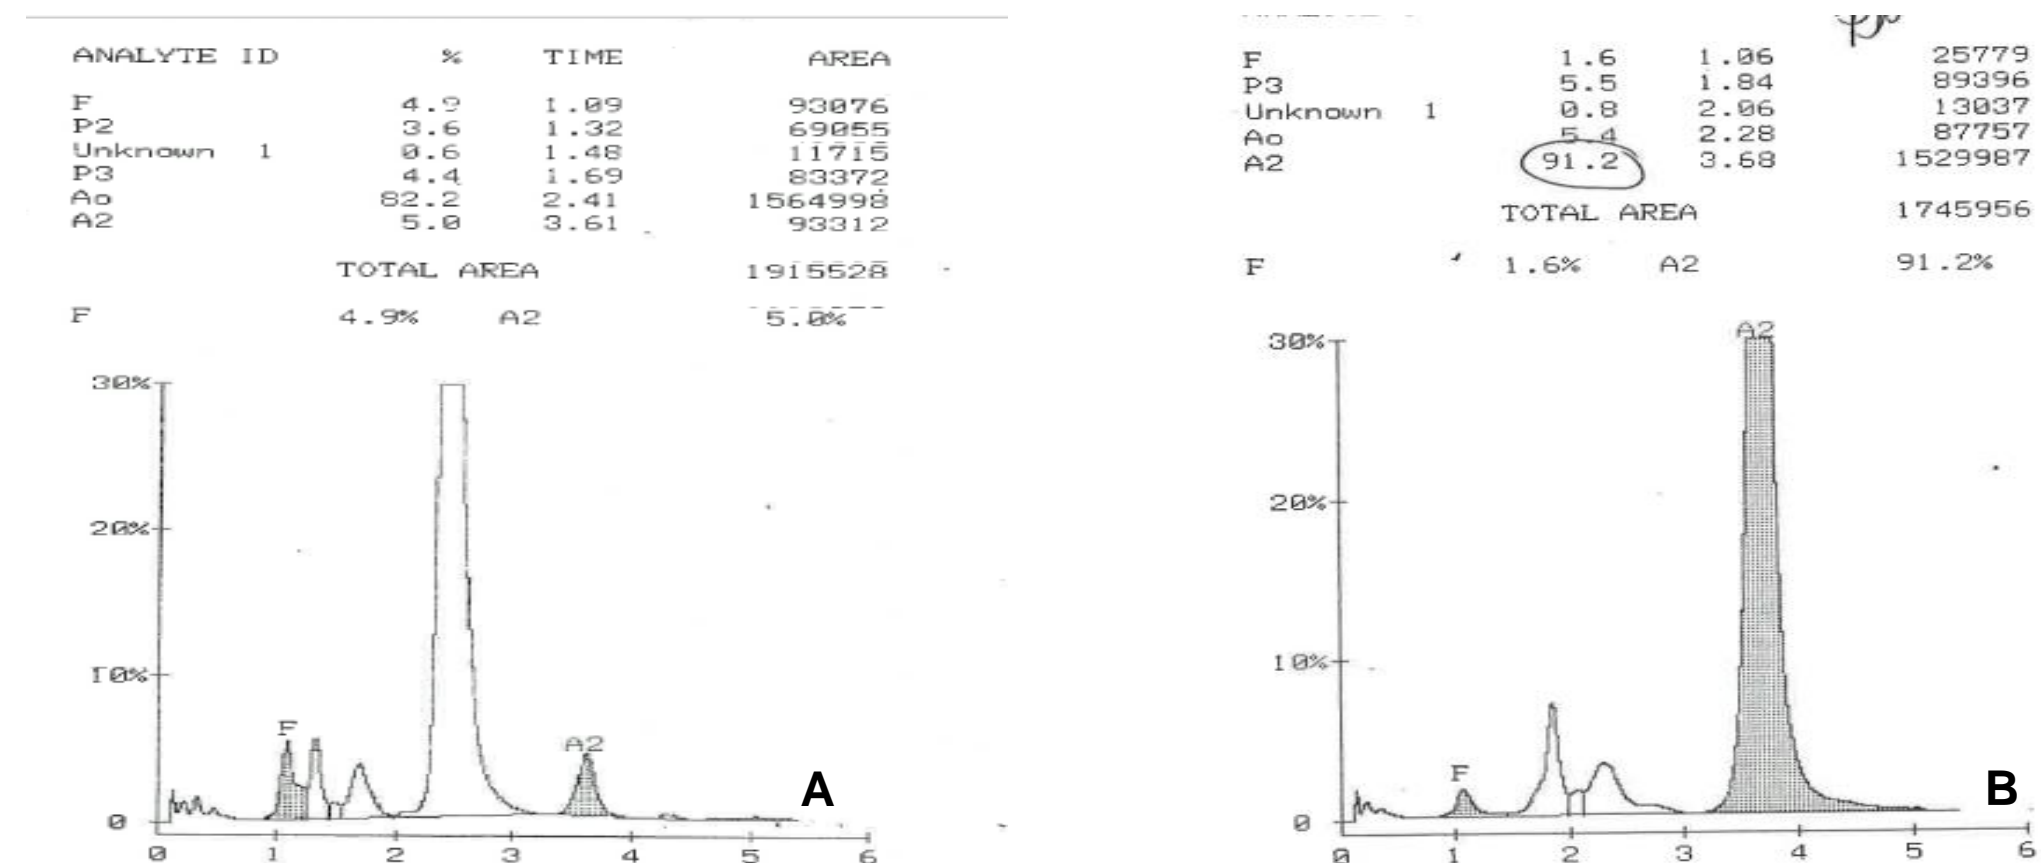 ANALYTE ID % TIME AREA
F 4.9 1.09 93076
P2 3.6 1.32 69055
Unknown 1 0.6 1.48 11715
P3 4.4 1.69 83372
Ao 82.2 2.41 1564998
A2 5.0 3.61 93312
TOTAL AREA 1915528
F 4.9% A2 5.0%
30%
20%
10%
0
F
A2
A
0 1 2 3 4 5 6
F 1.6 1.06 25779
P3 5.5 1.84 89396
Unknown 1 0.8 2.06 13037
Ao 5.4 2.28 87757
A2 91.2 3.68 1529987
TOTAL AREA 1745956
F 1.6% A2 91.2%
A2
30%
20%
10%
0
F
B
0 1 2 3 4 5 6